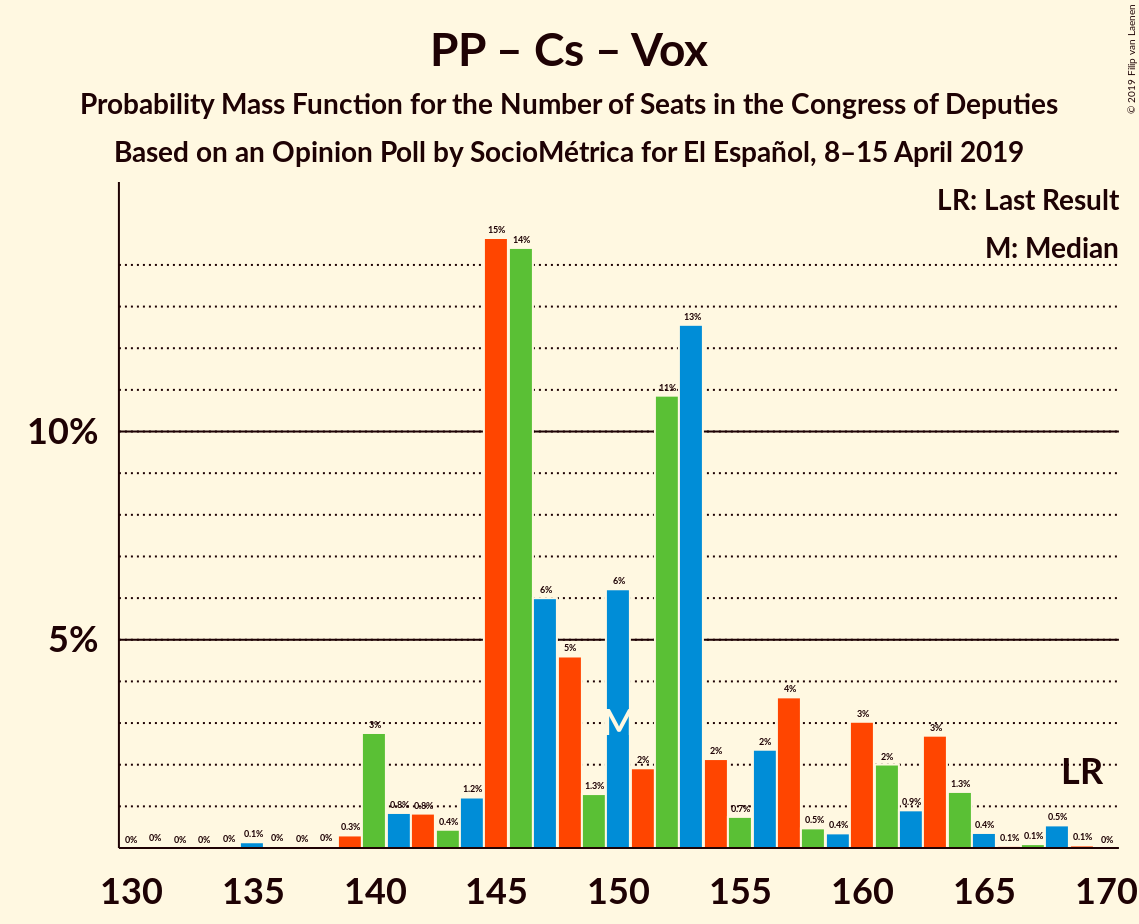 PP – Cs – Vox
Probability Mass Function for the Number of Seats in the Congress of Deputies
Based on an Opinion Poll by SocioMétrica for El Español, 8–15 April 2019
© 2019 Filip van Laenen
LR: Last Result
M: Median
10%
5%
0% 0% 0% 0% 0% 0.1% 0% 0% 0% 0.3% 3% 0.8% 0.8% 0.4% 1.2% 15% 14% 6% 5% 1.3% 6% 2% 11% 13% 2% 0.7% 2% 4% 0.5% 0.4% 3% 2% 0.9% 3% 1.3% 0.4% 0.1% 0.1% 0.5% 0.1% 0%
M
LR
130 135 140 145 150 155 160 165 170